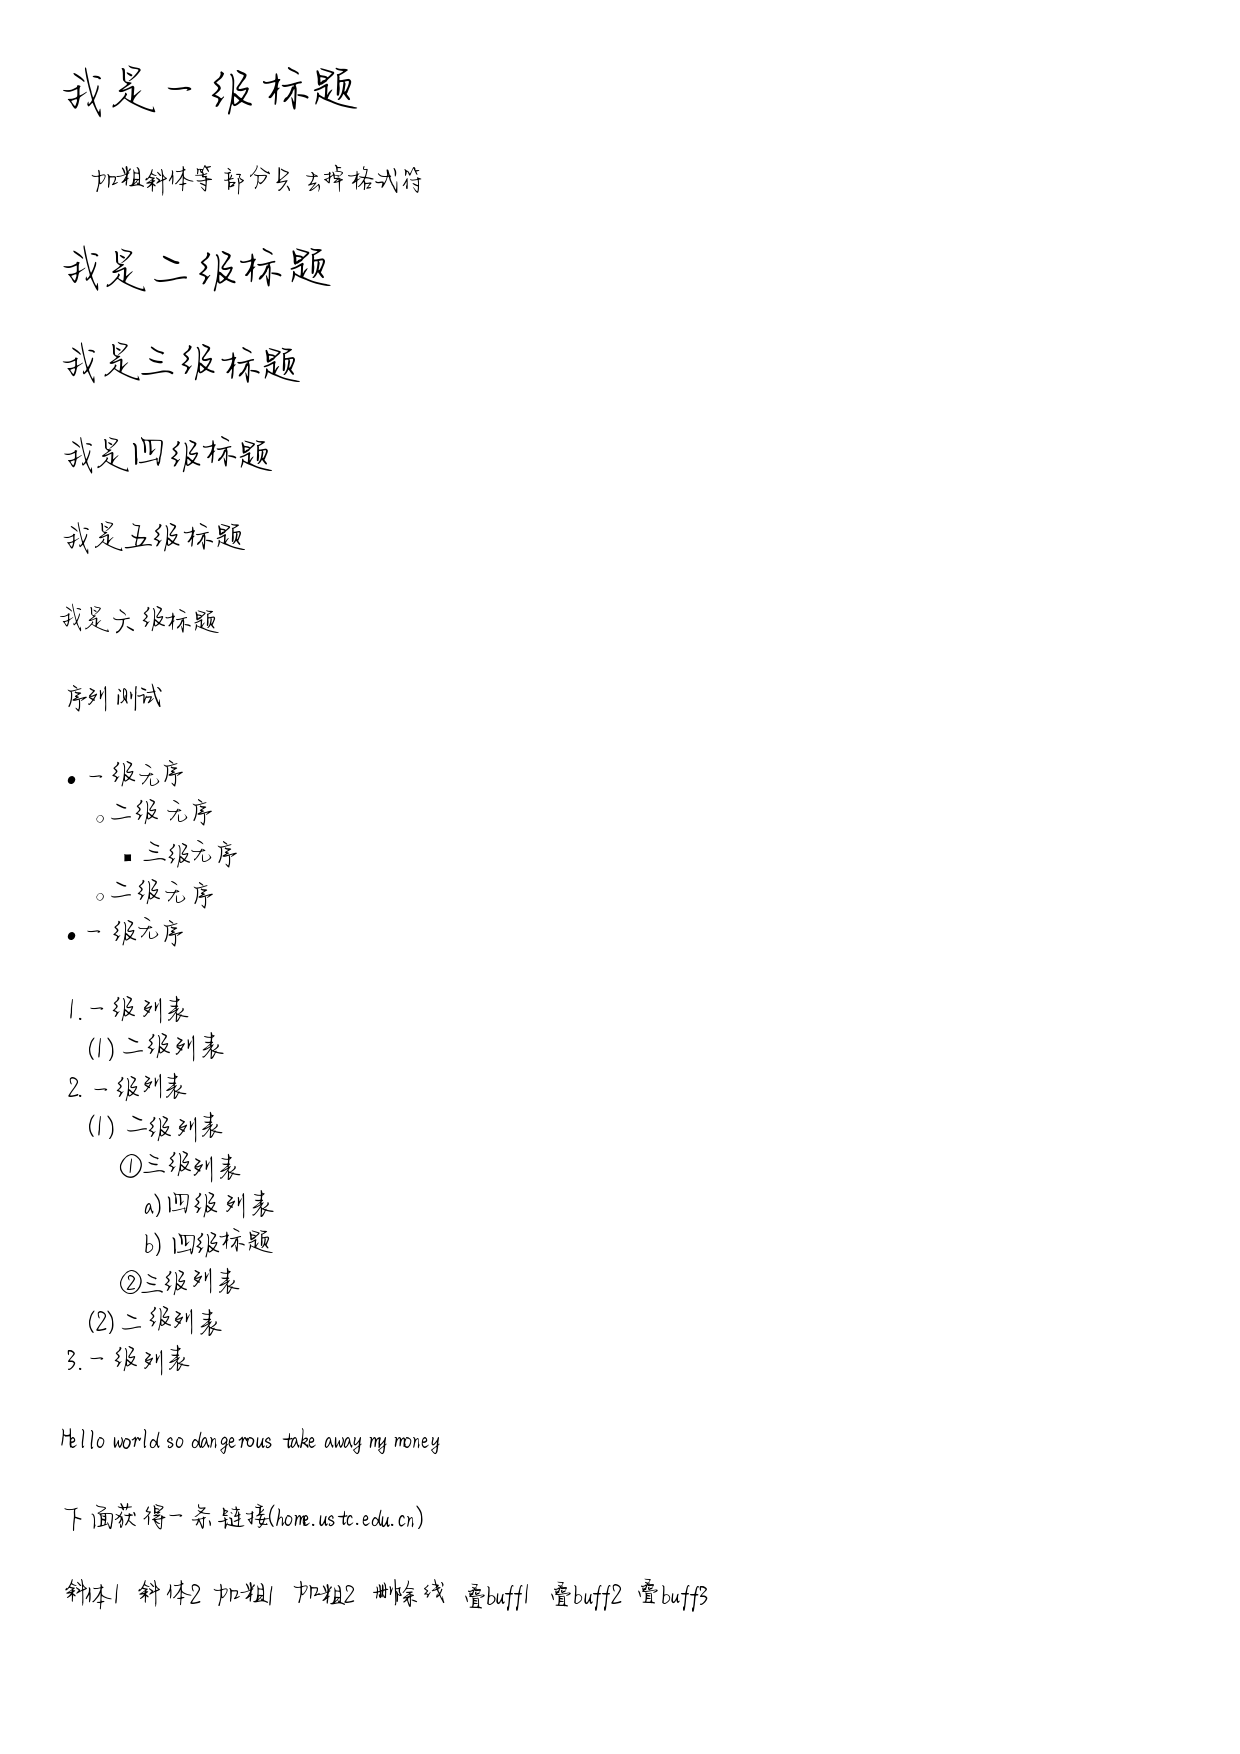 我是一级标题
加粗斜体等部分只去掉格式符
我是二级标题
我是三级标题
我是四级标题
我是五级标题
我是六级标题
序列测试
• 一级无序
○ 二级无序
▪ 三级无序
○ 二级无序
• 一级无序
1. 一级列表
(1) 二级列表
2. 一级列表
(1) 二级列表
①三级列表
a) 四级列表
b) 四级标题
②三级列表
(2) 二级列表
3. 一级列表
Hello world so dangerous take away my money
下面获得一条链接(home.ustc.edu.cn)
斜体1 斜体2 加粗1 加粗2 删除线 叠buff1 叠buff2 叠buff3